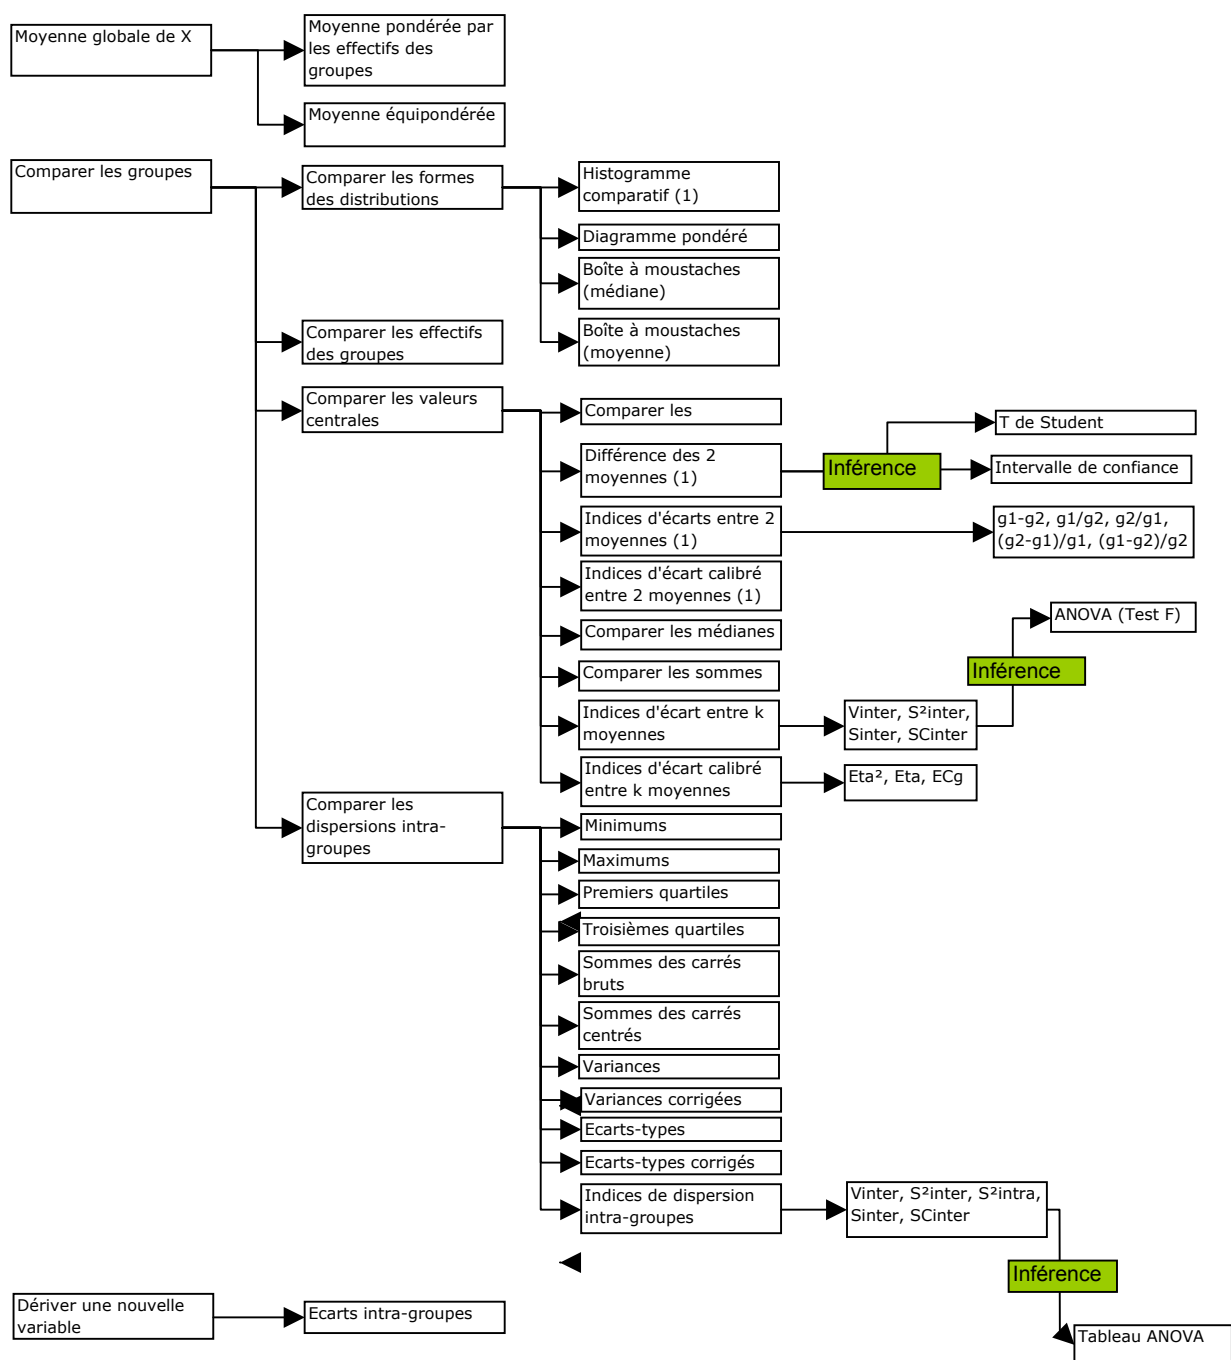 Moyenne globale de X
Moyenne pondérée par
les effectifs des
groupes
Moyenne équipondérée
Comparer les groupes
Comparer les formes
des distributions
Histogramme
comparatif (1)
Diagramme pondéré
Boîte à moustaches
(médiane)
Boîte à moustaches
(moyenne)
Comparer les effectifs
des groupes
Comparer les valeurs
centrales
Comparer les
Différence des 2
moyennes (1)
Inférence
T de Student
Intervalle de confiance
Indices d'écarts entre 2
moyennes (1)
g1-g2, g1/g2, g2/g1,
(g2-g1)/g1, (g1-g2)/g2
Indices d'écart calibré
entre 2 moyennes (1)
Comparer les médianes
Comparer les sommes
Indices d'écart entre k
moyennes
Vinter, S²inter,
Sinter, SCinter
Inférence
ANOVA (Test F)
Indices d'écart calibré
entre k moyennes
Eta², Eta, ECg
Comparer les
dispersions intra-
groupes
Minimums
Maximums
Premiers quartiles
Troisièmes quartiles
Sommes des carrés
bruts
Sommes des carrés
centrés
Variances
Variances corrigées
Ecarts-types
Ecarts-types corrigés
Indices de dispersion
intra-groupes
Vinter, S²inter, S²intra,
Sinter, SCinter
Inférence
Tableau ANOVA
Dériver une nouvelle
variable
Ecarts intra-groupes